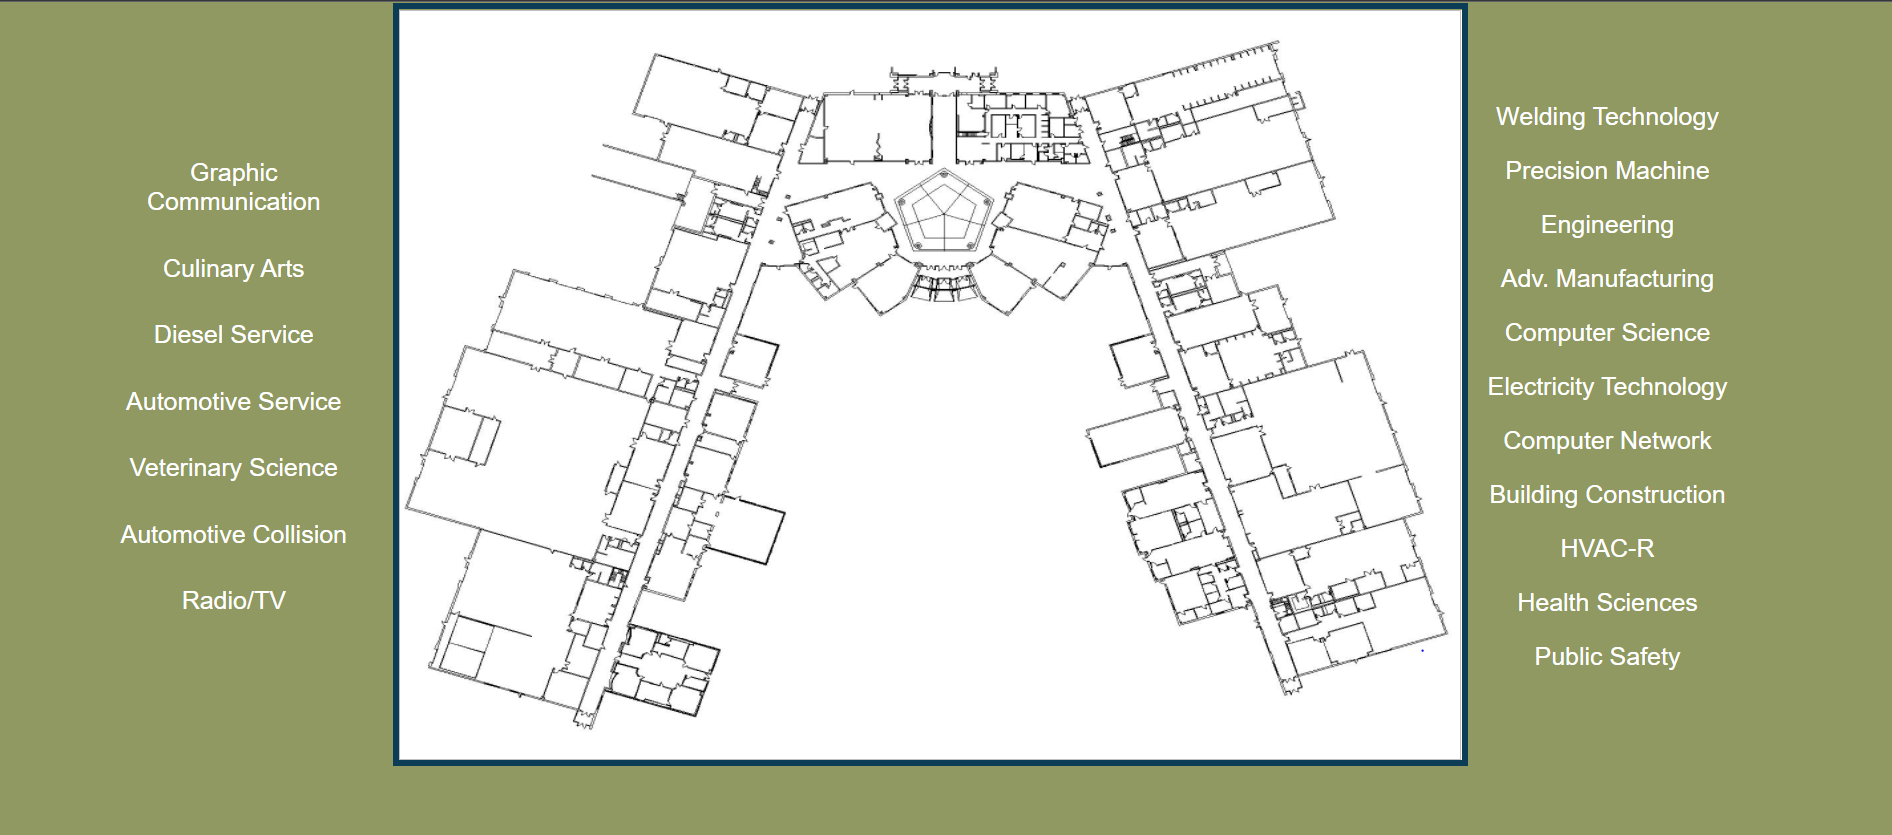 Graphic
Communication
Culinary Arts
Diesel Service
Automotive Service
Veterinary Science
Automotive Collision
Radio/TV
Welding Technology
Precision Machine
Engineering
Adv. Manufacturing
Computer Science
Electricity Technology
Computer Network
Building Construction
HVAC-R
Health Sciences
Public Safety